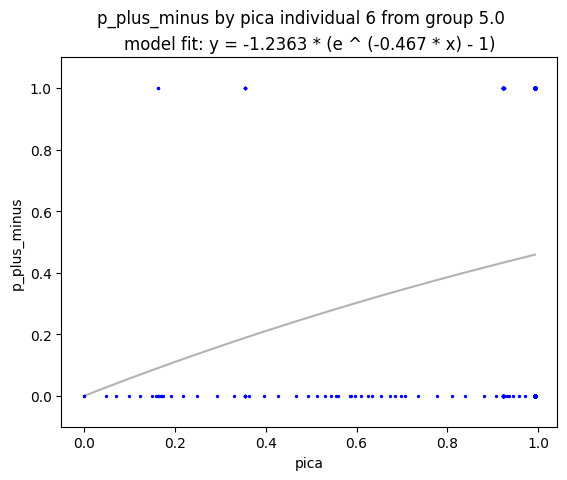 p_plus_minus by pica individual 6 from group 5.0
model fit: y = -1.2363 * (e ^ (-0.467 * x) - 1)
1.0
0.8
0.6
0.4
0.2
0.0
p_plus_minus
0.0 0.2 0.4 0.6 0.8 1.0
pica